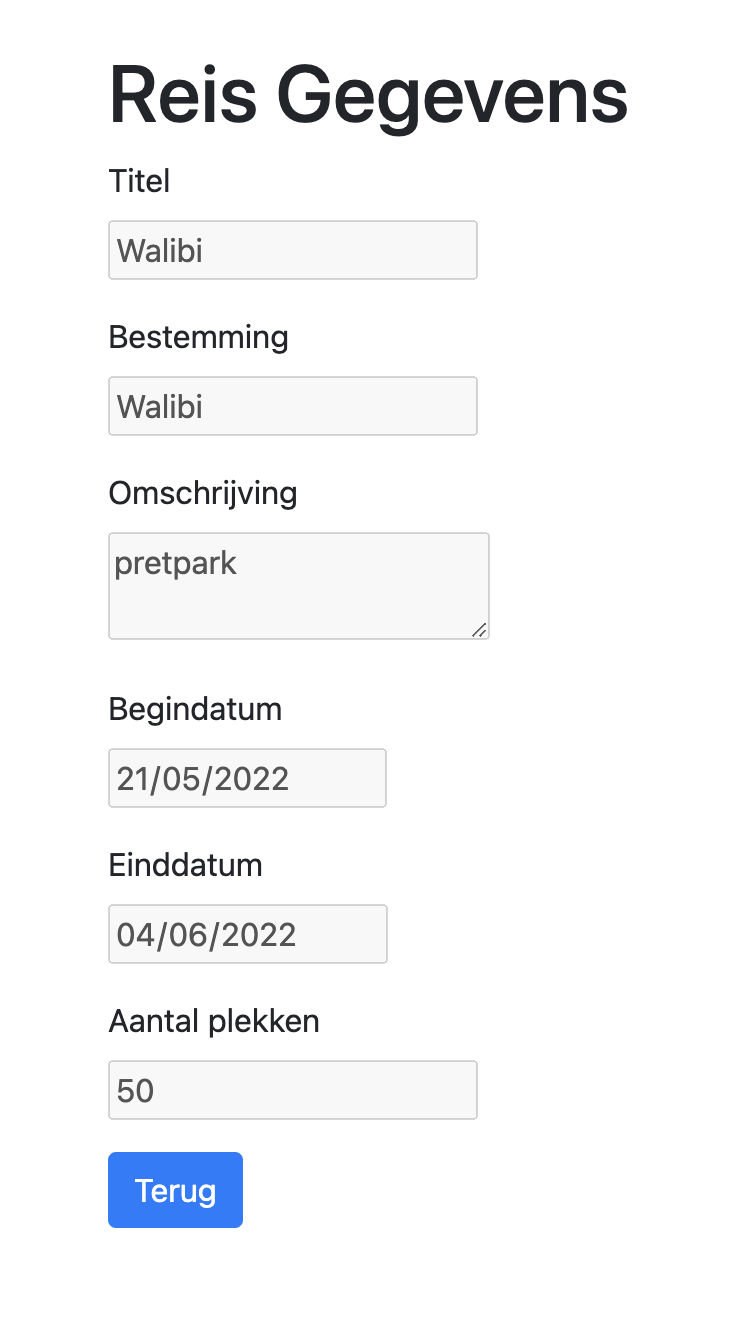 Reis Gegevens
Titel
Walibi
Bestemming
Walibi
Omschrijving
pretpark
Begindatum
21/05/2022
Einddatum
04/06/2022
Aantal plekken
50
Terug